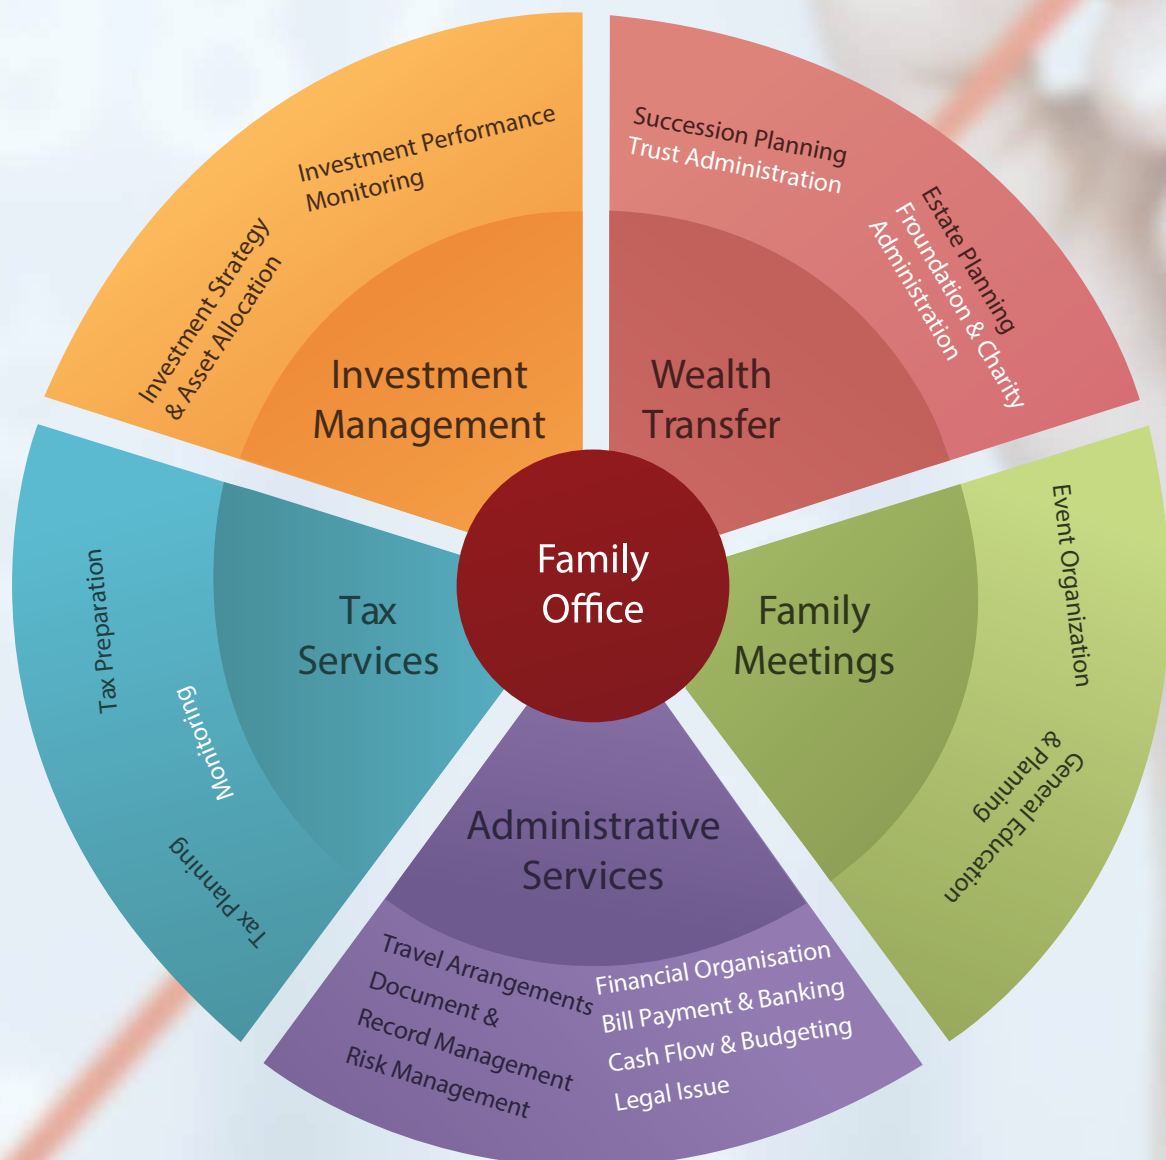 Investment Performance
Monitoring
Investment Strategy
& Asset Allocation
Investment
Management
Succession Planning
Trust Administration
Estate Planning
Froundation & Charity
Administration
Wealth
Transfer
Family
Office
Tax
Services
Tax Preparation
Monitoring
Tax Planning
Family
Meetings
Event Organization
General Education
& Planning
Administrative
Services
Travel Arrangements
Document &
Record Management
Risk Management
Financial Organisation
Bill Payment & Banking
Cash Flow & Budgeting
Legal Issue